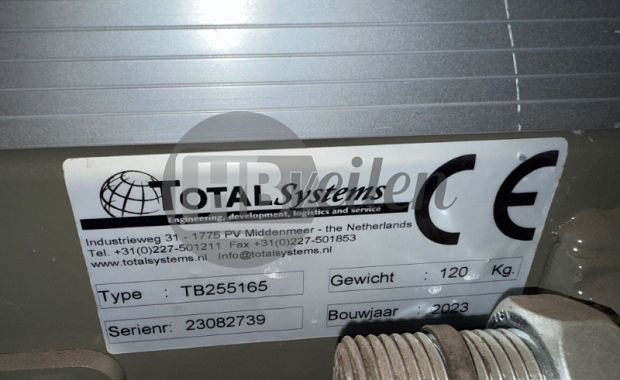 HBveilen
TOTALSystems
Engineering, development, logistics and service
Industrieweg 31 - 1775 PV Middenmeer - the Netherlands
Tel. +31(0)227-501211 Fax +31(0)227-501853
www.totalsystems.nl Info@totalsystems.nl
CE
Type : TB255165
Gewicht : 120 Kg.
Serienr: 23082739
Bouwjaar : 2023